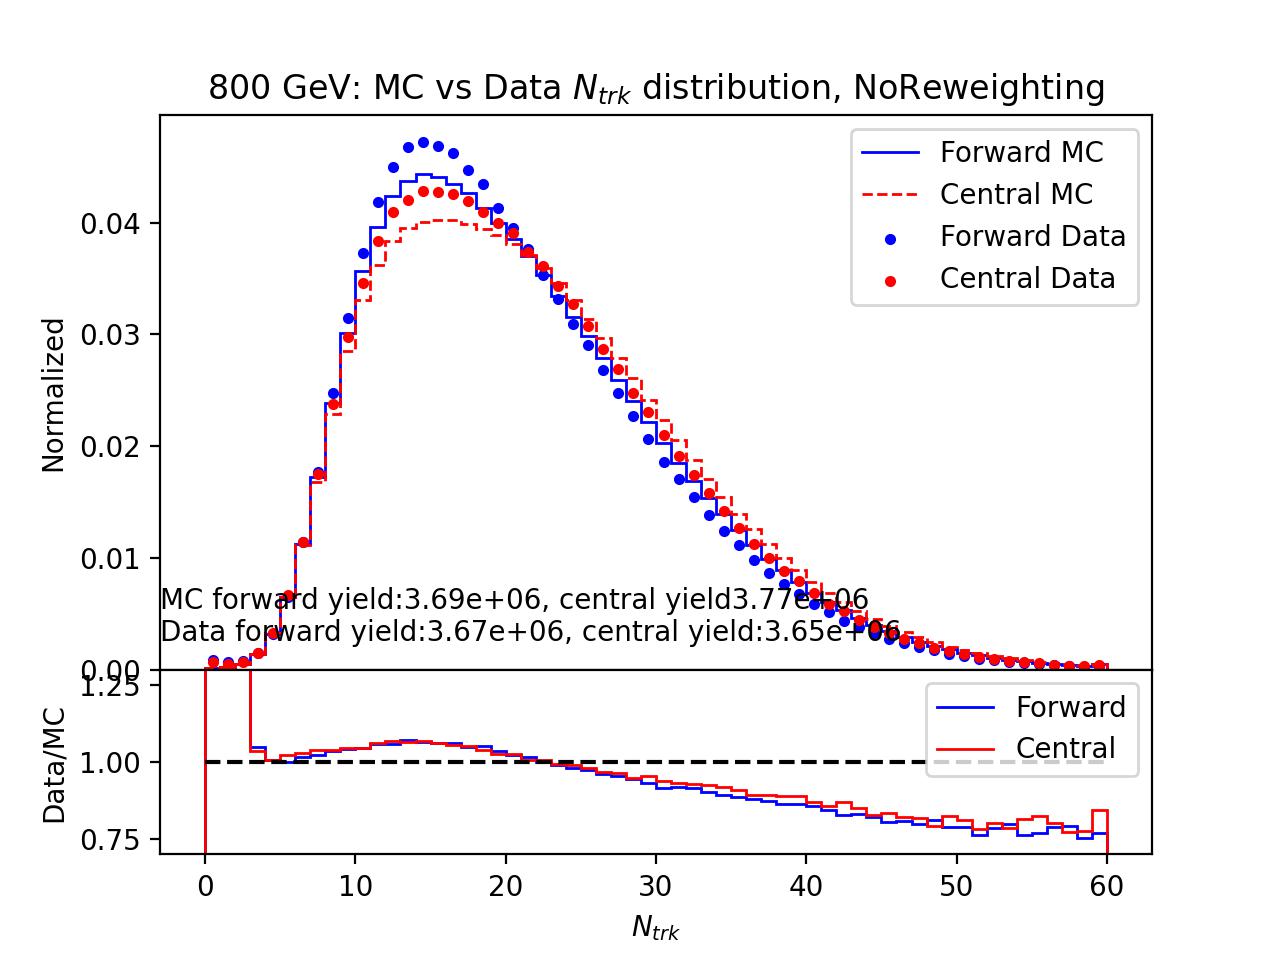 800 GeV: MC vs Data N_trk distribution, NoReweighting
Forward MC
Central MC
Forward Data
Central Data
Normalized
0.04
0.03
0.02
0.01
0.00
MC forward yield:3.69e+06, central yield3.77e+06
Data forward yield:3.67e+06, central yield:3.65e+06
Data/MC
1.25
1.00
0.75
Forward
Central
0 10 20 30 40 50 60
N_trk